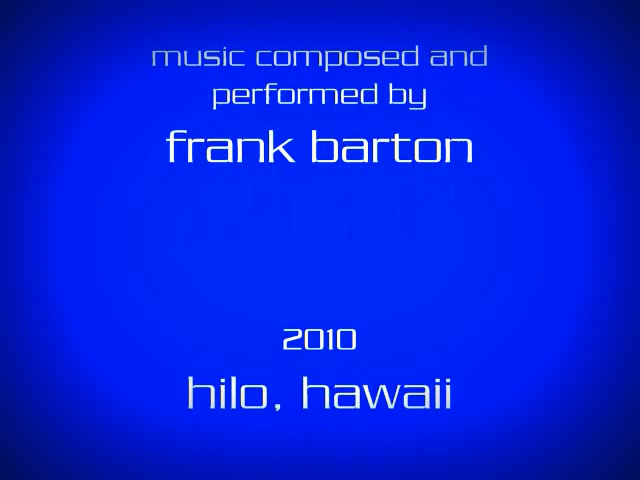 music composed and
performed by
frank barton
2010
hilo, hawaii